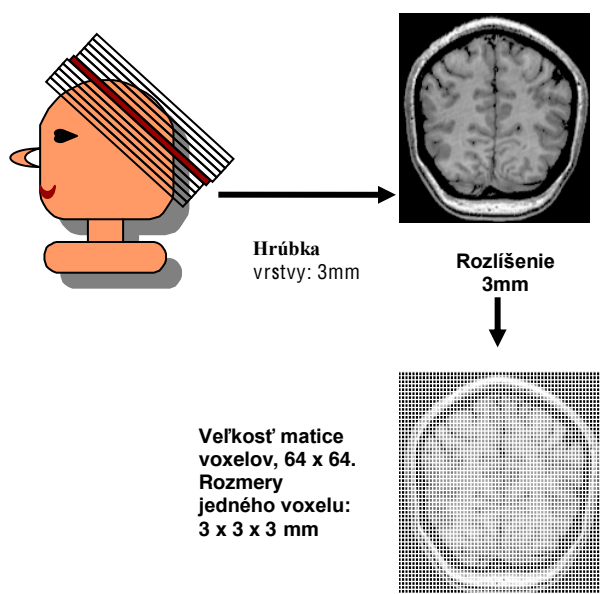 Hrúbka
vrstvy: 3mm
Rozlíšenie
3mm
Veľkosť matice
voxelov, 64 x 64.
Rozmery
jedného voxelu:
3 x 3 x 3 mm